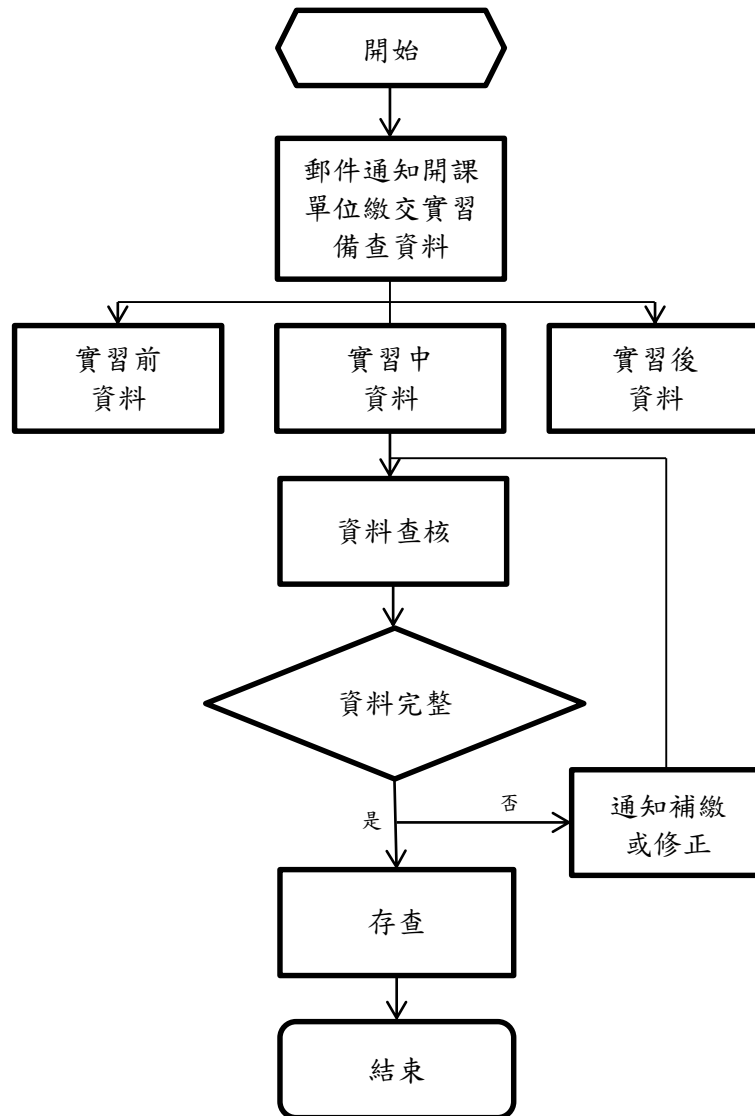 開始
郵件通知開課
單位繳交實習
備查資料
實習前
資料
實習中
資料
實習後
資料
資料查核
資料完整
是
否
通知補繳
或修正
存查
結束